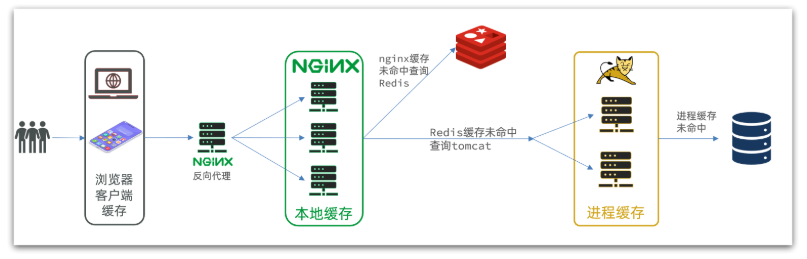 浏览器
客户端
缓存
NGINX
反向代理
NGINX
本地缓存
nginx缓存
未命中查询
Redis
Redis缓存未命中
查询tomcat
进程缓存
进程缓存
未命中